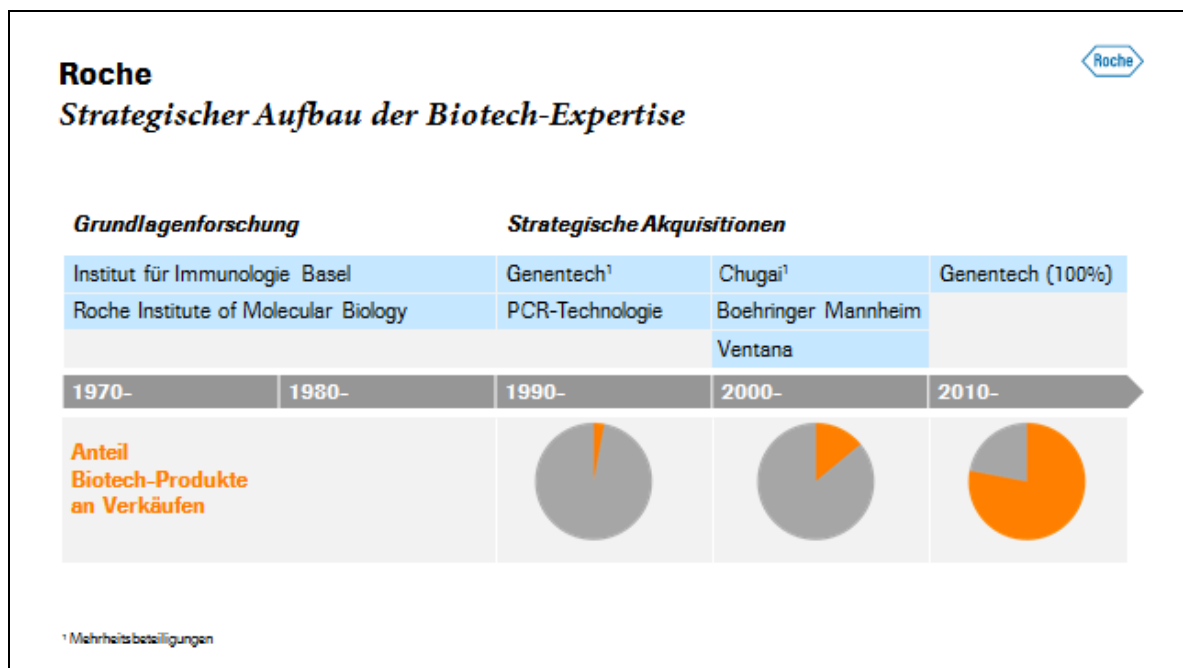 Roche
Roche
Strategischer Aufbau der Biotech-Expertise
Grundlagenforschung
Strategische Akquisitionen
Institut für Immunologie Basel
Genentech¹
Chugai¹
Genentech (100%)
Roche Institute of Molecular Biology
PCR-Technologie
Boehringer Mannheim
Ventana
1970–
1980–
1990–
2000–
2010–
Anteil
Biotech-Produkte
an Verkäufen
¹ Mehrheitsbeteiligungen